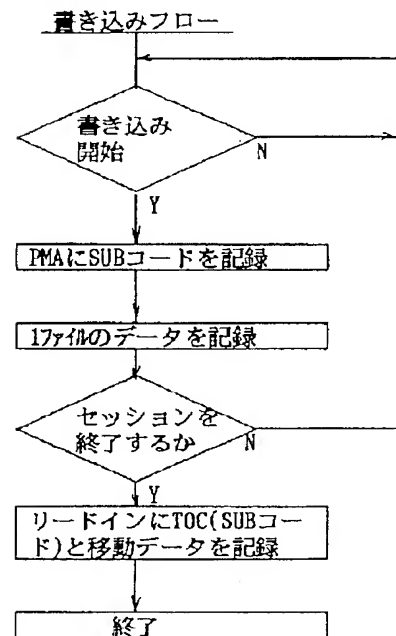 書き込みフロー
書き込み
開始
N
Y
PMAにSUBコードを記録
1ファイルのデータを記録
セッションを
終了するか
N
Y
リードインにTOC(SUBコー
ド)と移動データを記録
終了